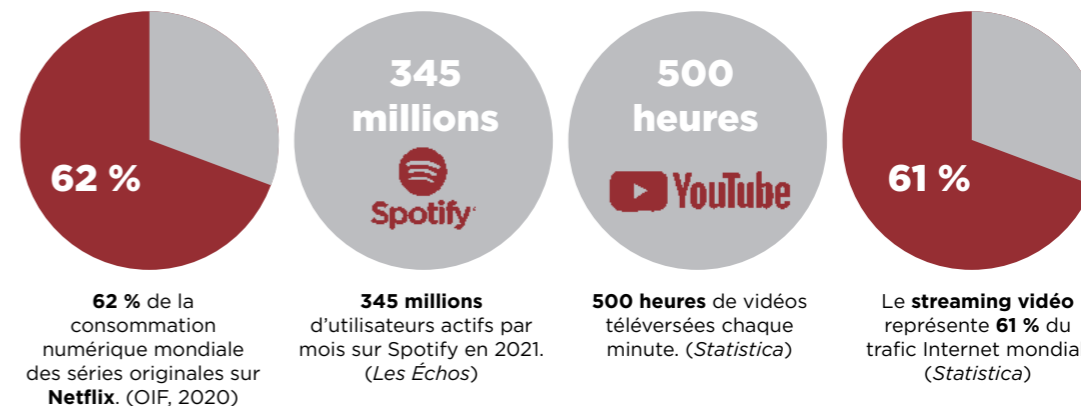 62 %
345
millions
Spotify
500
heures
YouTube
61 %
62 % de la
consommation
numérique mondiale
des séries originales sur
Netflix. (OIF, 2020)
345 millions
d'utilisateurs actifs par
mois sur Spotify en 2021.
(Les Échos)
500 heures de vidéos
téléversées chaque
minute. (Statistica)
Le streaming vidéo
représente 61 % du
trafic Internet mondial
(Statistica)